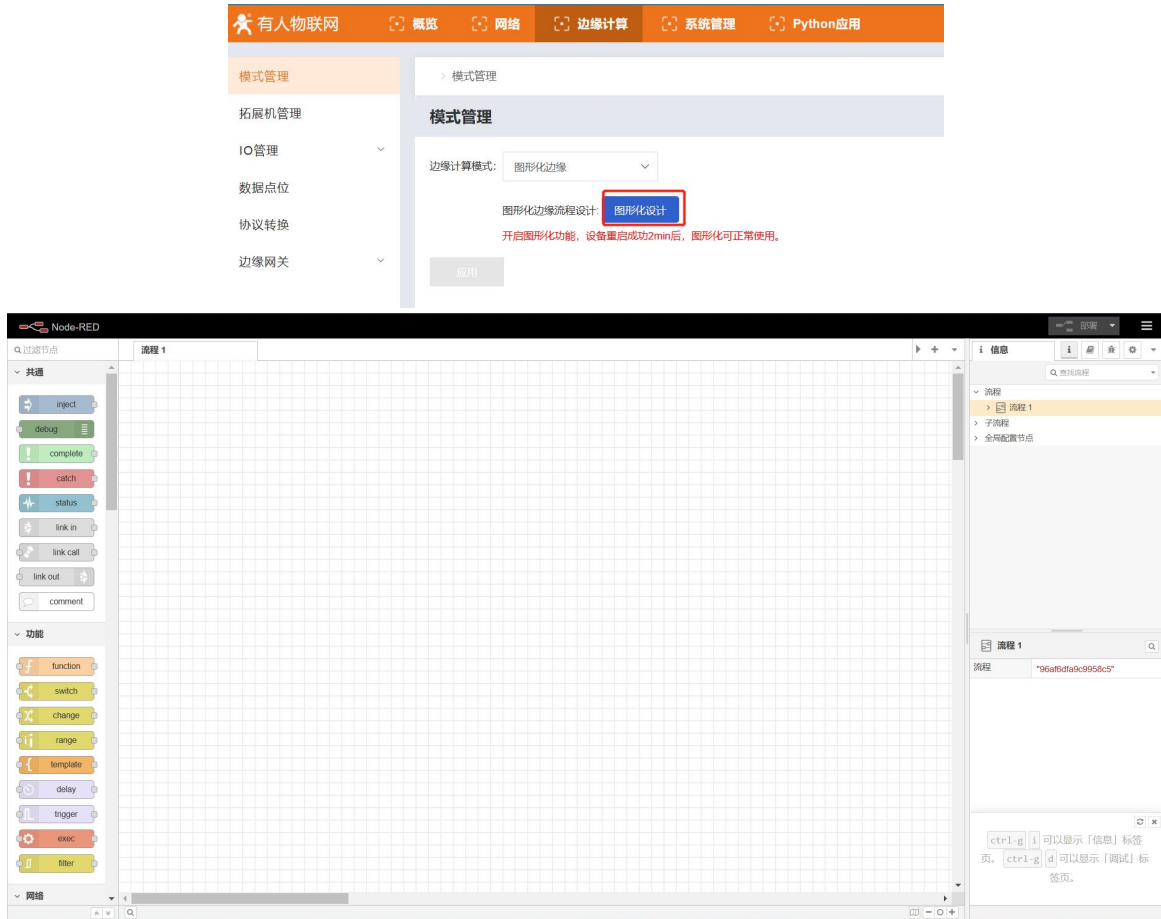 有人物联网
概览
网络
边缘计算
系统管理
Python应用
模式管理
拓展机管理
IO管理
数据点位
协议转换
边缘网关
> 模式管理
模式管理
边缘计算模式:
图形化边缘
图形化边缘流程设计:
图形化设计
开启图形化功能，设备重启成功2min后，图形化可正常使用。
应用
Node-RED
部署
过滤节点
共通
inject
debug
complete
catch
status
link in
link call
link out
comment
功能
function
switch
change
range
template
delay
trigger
exec
filter
网络
流程 1
i 信息
i
查找流程
流程
流程 1
子流程
全局配置节点
流程 1
流程
"96af6dfa9c9958c5"
ctrl-g i 可以显示「信息」标签
页。 ctrl-g d 可以显示「调试」标
签页。